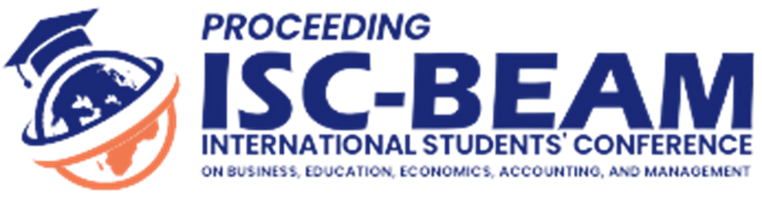 PROCEEDING
ISC-BEAM
INTERNATIONAL STUDENTS' CONFERENCE
ON BUSINESS, EDUCATION, ECONOMICS, ACCOUNTING, AND MANAGEMENT